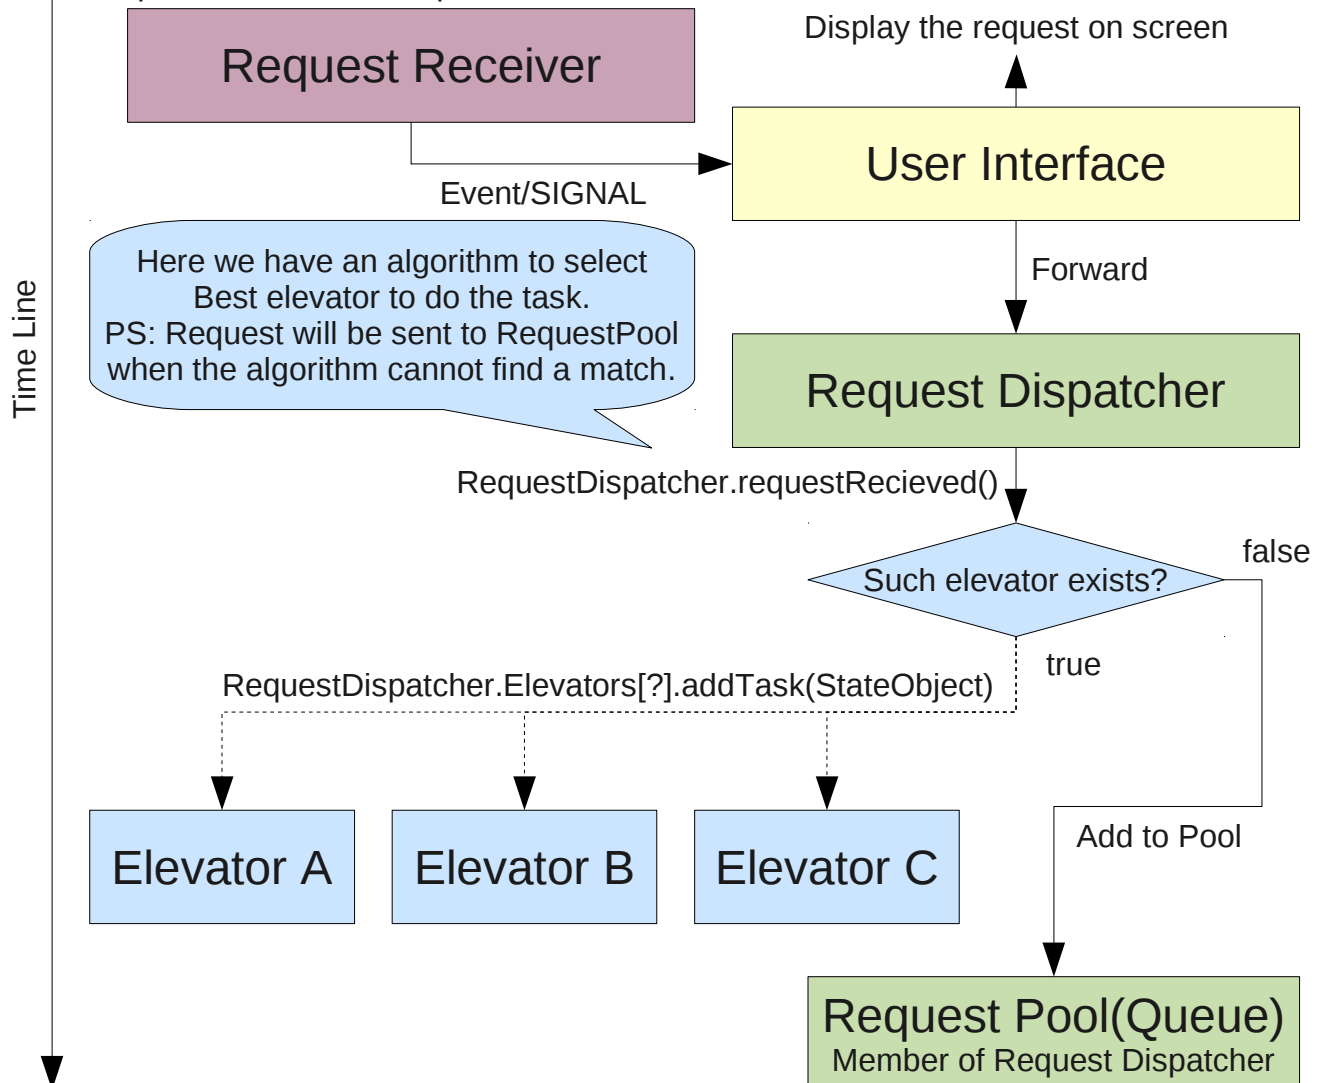 Request Receiver
Display the request on screen
User Interface
Event/SIGNAL
Here we have an algorithm to select
Best elevator to do the task.
PS: Request will be sent to RequestPool
when the algorithm cannot find a match.
Forward
Time Line
Request Dispatcher
RequestDispatcher.requestRecieved()
Such elevator exists?
false
true
RequestDispatcher.Elevators[?].addTask(StateObject)
Elevator A
Elevator B
Elevator C
Add to Pool
Request Pool(Queue)
Member of Request Dispatcher